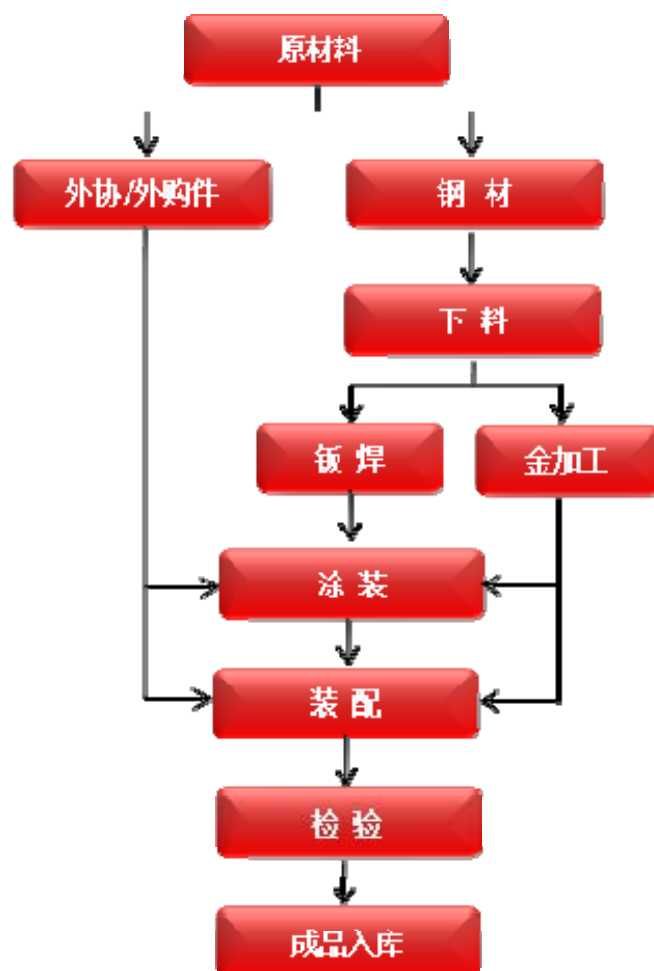 原材料
外协/外购件
钢 材
下 料
钣 焊
金加工
涂 装
装 配
检 验
成品入库